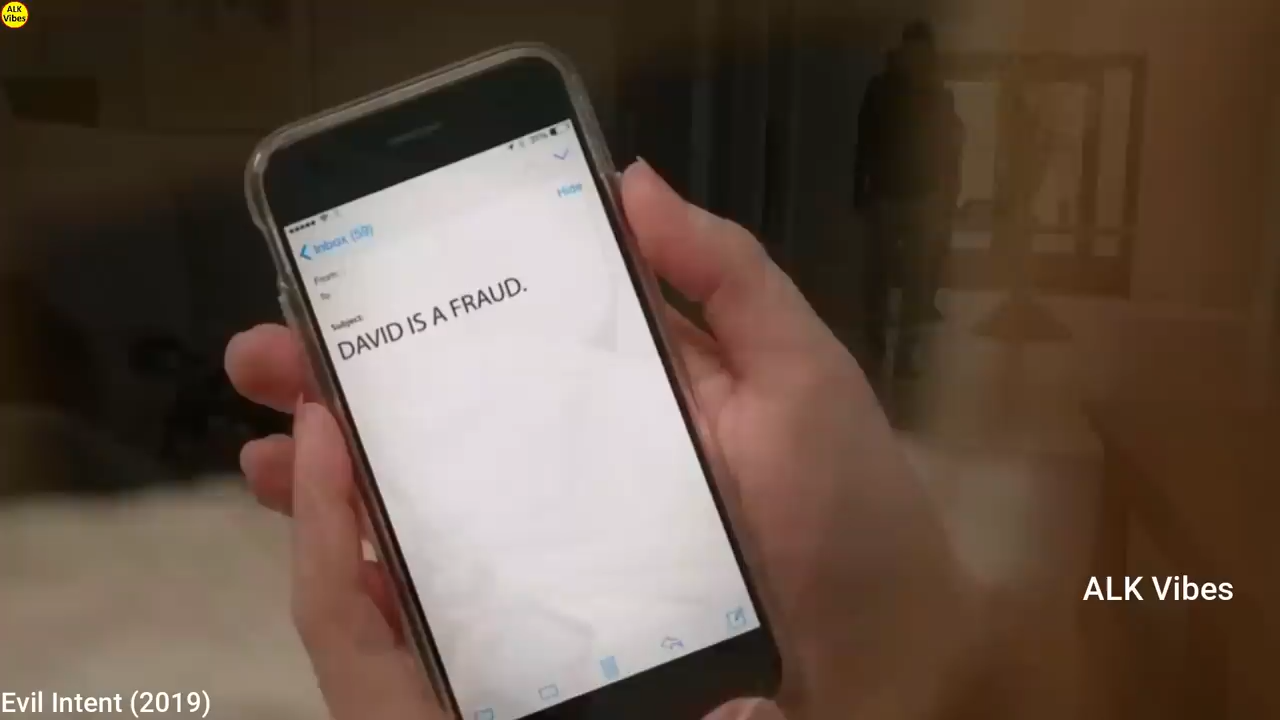 ALK
Vibes
Hide
Inbox (59)
From:
To
Subject:
DAVID IS A FRAUD.
ALK Vibes
Evil Intent (2019)